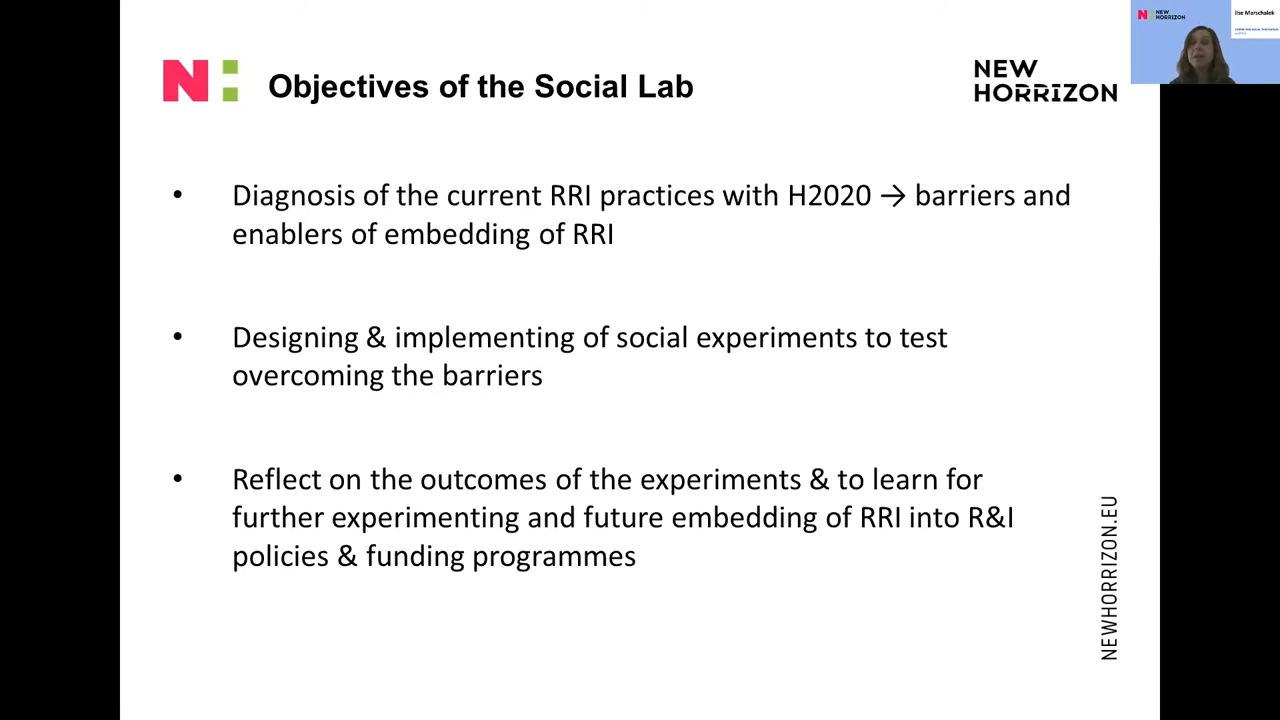 N:
Objectives of the Social Lab
NEW
HORRIZON
N:
NEW
HORRIZON
Ilse Marschalek
• Diagnosis of the current RRI practices with H2020 → barriers and
enablers of embedding of RRI
• Designing & implementing of social experiments to test
overcoming the barriers
• Reflect on the outcomes of the experiments & to learn for
further experimenting and future embedding of RRI into R&I
policies & funding programmes
NEWHORRIZON.EU